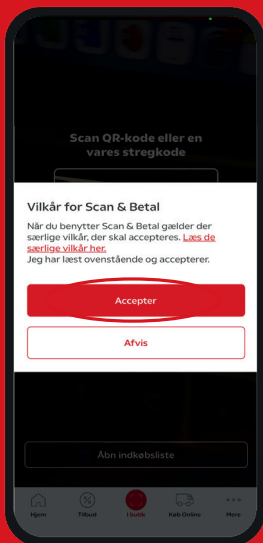 Scan QR-kode eller en
vares stregkode
Vilkår for Scan & Betal
Når du benytter Scan & Betal gælder der
særlige vilkår, der skal accepteres. Læs de
særlige vilkår her.
Jeg har læst ovenstående og accepterer.
Accepter
Afvis
Åbn indkøbsliste
Hjem Tilbud I butik Køb Online Mere